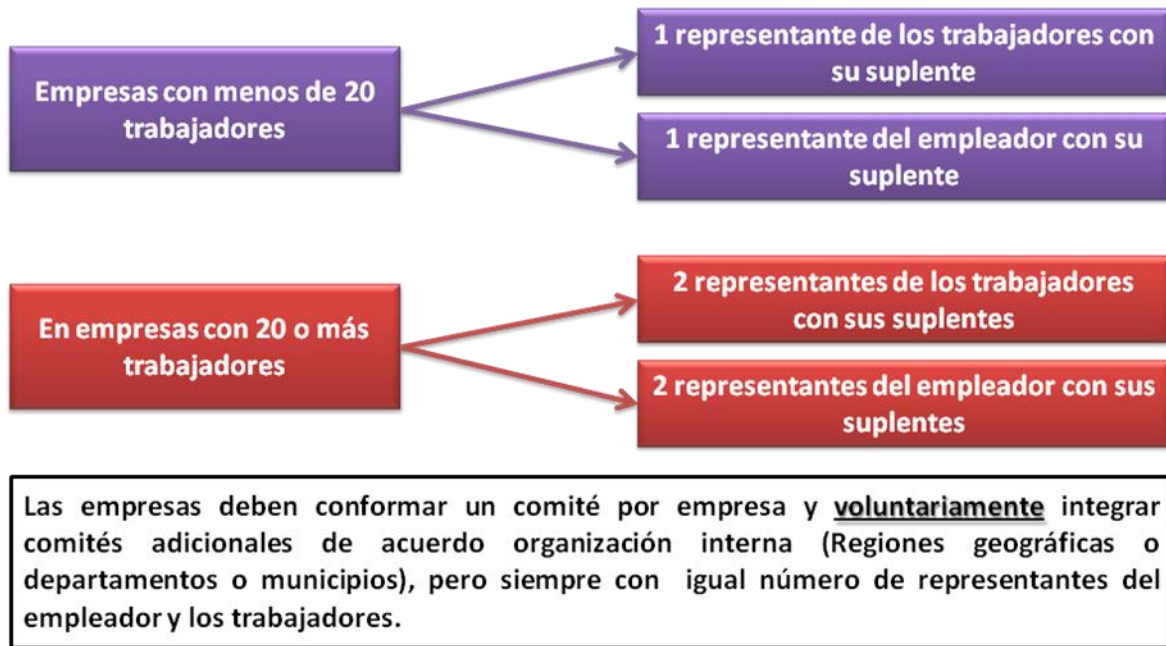 Empresas con menos de 20
trabajadores
1 representante de los trabajadores con
su suplente
1 representante del empleador con su
suplente
En empresas con 20 o más
trabajadores
2 representantes de los trabajadores
con sus suplentes
2 representantes del empleador con sus
suplentes
Las empresas deben conformar un comité por empresa y voluntariamente integrar
comités adicionales de acuerdo organización interna (Regiones geográficas o
departamentos o municipios), pero siempre con igual número de representantes del
empleador y los trabajadores.